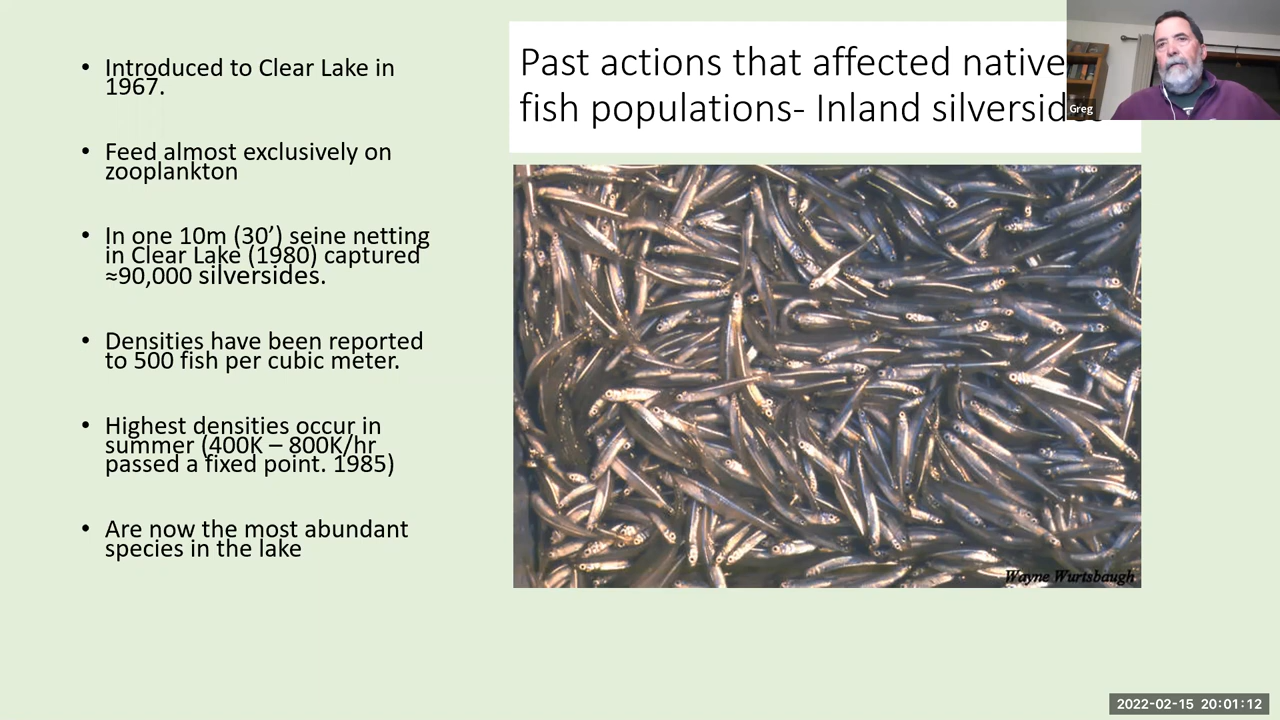 • Introduced to Clear Lake in
1967.
• Feed almost exclusively on
zooplankton
• In one 10m (30’) seine netting
in Clear Lake (1980) captured
≈90,000 silversides.
• Densities have been reported
to 500 fish per cubic meter.
• Highest densities occur in
summer (400K – 800K/hr
passed a fixed point. 1985)
• Are now the most abundant
species in the lake
Past actions that affected native
fish populations- Inland
Greg
Wayne Wurtsbaugh
2022-02-15 20:01:12